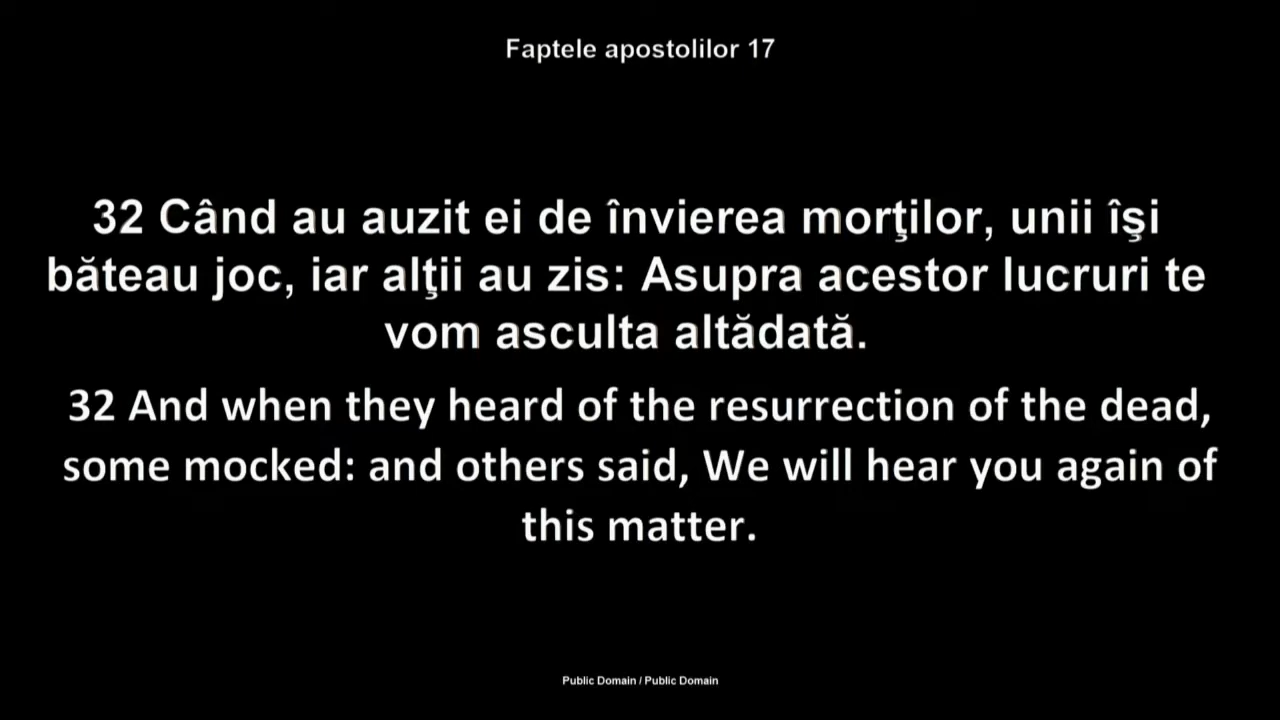 Faptele apostolilor 17
32 Când au auzit ei de învierea morţilor, unii îşi
băteau joc, iar alţii au zis: Asupra acestor lucruri te
vom asculta altădată.
32 And when they heard of the resurrection of the dead,
some mocked: and others said, We will hear you again of
this matter.
Public Domain / Public Domain